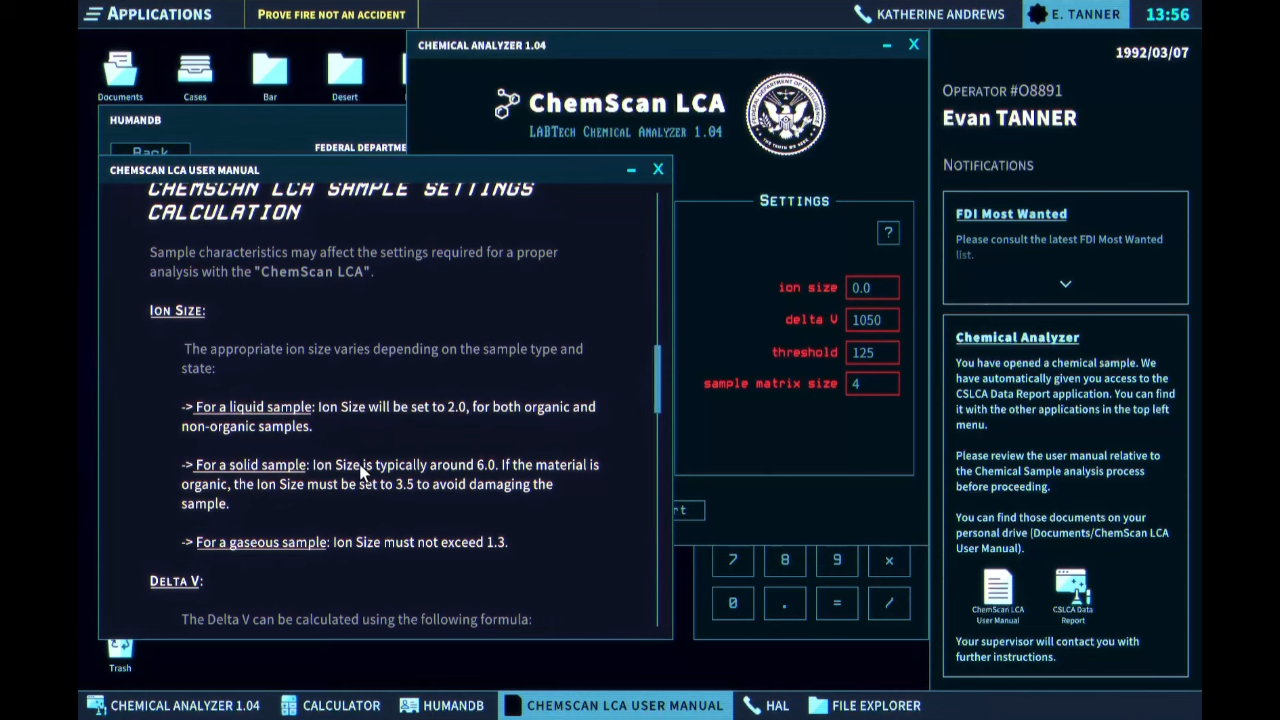 APPLICATIONS
PROVE FIRE NOT AN ACCIDENT
KATHERINE ANDREWS
E. TANNER
13:56
Documents
Cases
Bar
Desert
HUMANDB
Back
FEDERAL DEPARTME
CHEMICAL ANALYZER 1.04
ChemScan LCA
LABTech Chemical Analyzer 1.04
SETTINGS
?
ion size
0.0
delta V
1050
threshold
125
sample matrix size
4
rt
7
8
9
x
0
.
=
/
CHEMSCAN LCA USER MANUAL
CHEMSCAN LCA SAMPLE SETTINGS
CALCULATION
Sample characteristics may affect the settings required for a proper
analysis with the "ChemScan LCA".
ION SIZE:
The appropriate ion size varies depending on the sample type and
state:
-> For a liquid sample: Ion Size will be set to 2.0, for both organic and
non-organic samples.
-> For a solid sample: Ion Size is typically around 6.0. If the material is
organic, the Ion Size must be set to 3.5 to avoid damaging the
sample.
-> For a gaseous sample: Ion Size must not exceed 1.3.
DELTA V:
The Delta V can be calculated using the following formula:
Trash
1992/03/07
OPERATOR #O8891
Evan TANNER
NOTIFICATIONS
FDI Most Wanted
Please consult the latest FDI Most Wanted
list.
Chemical Analyzer
You have opened a chemical sample. We
have automatically given you access to the
CSLCA Data Report application. You can find
it with the other applications in the top left
menu.
Please review the user manual relative to
the Chemical Sample analysis process
before proceeding.
You can find those documents on your
personal drive (Documents/ChemScan LCA
User Manual).
ChemScan LCA
User Manual
CSLCA Data
Report
Your supervisor will contact you with
further instructions.
CHEMICAL ANALYZER 1.04
CALCULATOR
HUMANDB
CHEMSCAN LCA USER MANUAL
HAL
FILE EXPLORER